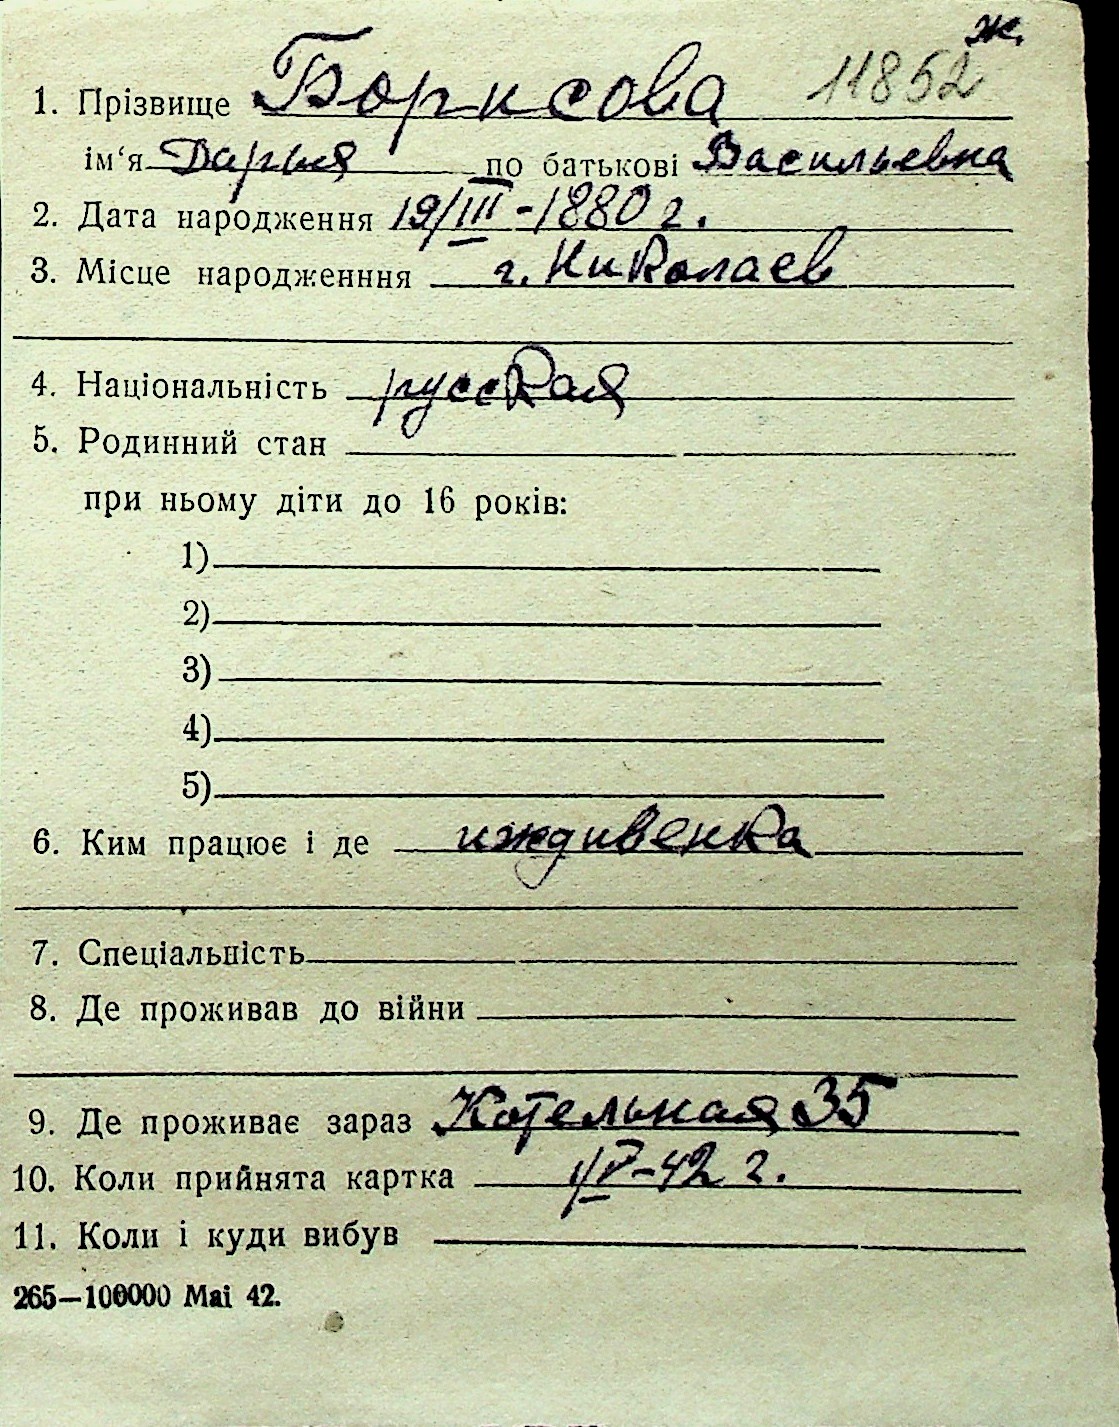 ж.
11852
1. Прізвище Борисова
ім‘я Дарья по батькові Васильевна
2. Дата народження 19/III-1880 г.
3. Місце народженння г. Николаев
4. Національність русская
5. Родинний стан
при ньому діти до 16 років:
1)
2)
3)
4)
5)
6. Ким працює і де иждивенка
7. Спеціальність
8. Де проживав до війни
9. Де проживає зараз Котельная 35
10. Коли прийнята картка 1/V-42 г.
11. Коли і куди вибув
265—100000 Mai 42.